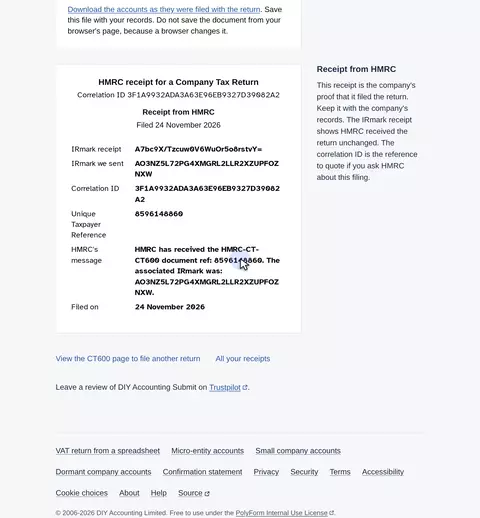 Download the accounts as they were filed with the return. Save
this file with your records. Do not save the document from your
browser's page, because a browser changes it.
HMRC receipt for a Company Tax Return
Correlation ID 3F1A9932ADA3A63E96EB9327D39082A2
Receipt from HMRC
Filed 24 November 2026
IRmark receipt A7bc9X/Tzcuw0V6WuOr5o8rstvY=
IRmark we sent AO3NZ5L72PG4XMGRL2LLR2XZUPFOZ
NXW
Correlation ID 3F1A9932ADA3A63E96EB9327D39082
A2
Unique 8596148860
Taxpayer
Reference
HMRC's HMRC has received the HMRC-CT-
message CT600 document ref: 8596148860. The
associated IRmark was:
AO3NZ5L72PG4XMGRL2LLR2XZUPFOZ
NXW.
Filed on 24 November 2026
Receipt from HMRC
This receipt is the company's
proof that it filed the return.
Keep it with the company's
records. The IRmark receipt
shows HMRC received the
return unchanged. The
correlation ID is the reference
to quote if you ask HMRC
about this filing.
View the CT600 page to file another return All your receipts
Leave a review of DIY Accounting Submit on Trustpilot.
VAT return from a spreadsheet Micro-entity accounts Small company accounts
Dormant company accounts Confirmation statement Privacy Security Terms Accessibility
Cookie choices About Help Source
© 2006-2026 DIY Accounting Limited. Free to use under the PolyForm Internal Use License.